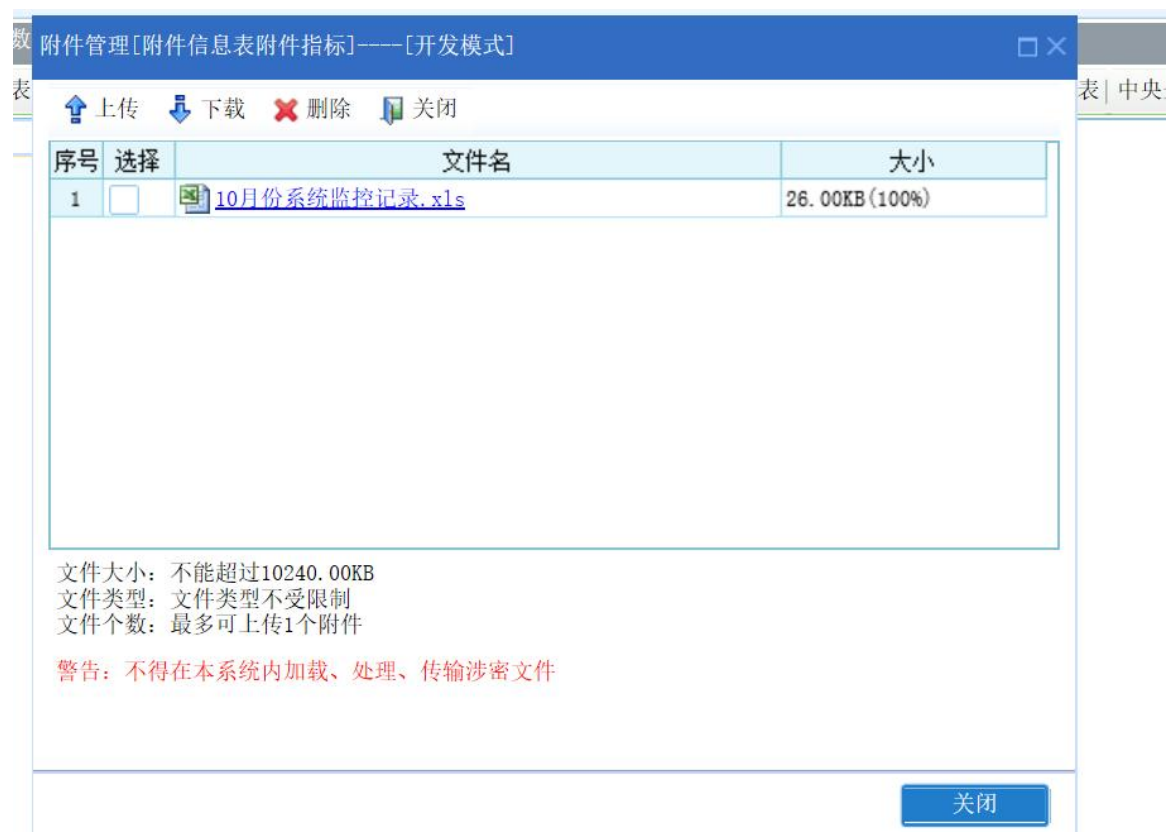 数
附件管理[附件信息表附件指标]----[开发模式]
表
表| 中央
上传 下载 删除 关闭
序号 选择 文件名 大小
1 10月份系统监控记录.xls 26.00KB(100%)
文件大小: 不能超过10240.00KB
文件类型: 文件类型不受限制
文件个数: 最多可上传1个附件
警告: 不得在本系统内加载、处理、传输涉密文件
关闭